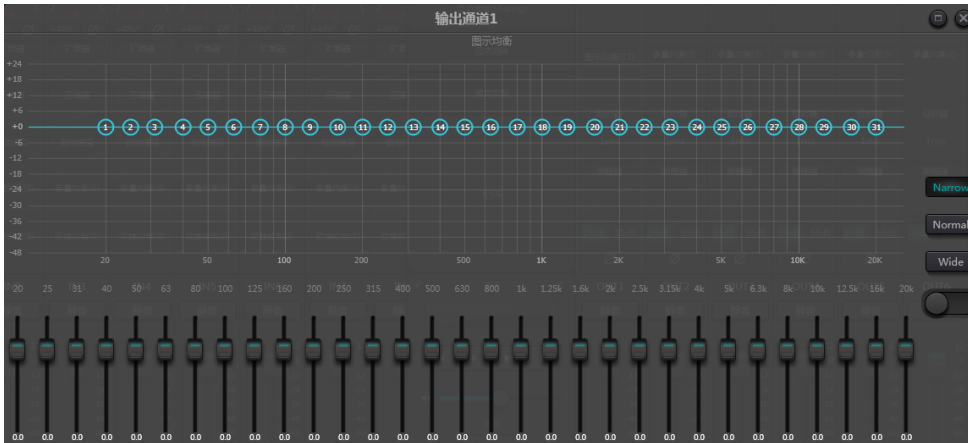 输出通道1
图示均衡
+24
+18
+12
+6
+0
-6
-12
-18
-24
-30
-36
-42
-48
1 2 3 4 5 6 7 8 9 10 11 12 13 14 15 16 17 18 19 20 21 22 23 24 25 26 27 28 29 30 31
20 50 100 200 500 1K 2K 5K 10K 20K
Narrow
Normal
Wide
20 25 31 40 50 63 80 100 125 160 200 250 315 400 500 630 800 1k 1.25k 1.6k 2k 2.5k 3.15k 4k 5k 6.3k 8k 10k 12.5k 16k 20k
0.0 0.0 0.0 0.0 0.0 0.0 0.0 0.0 0.0 0.0 0.0 0.0 0.0 0.0 0.0 0.0 0.0 0.0 0.0 0.0 0.0 0.0 0.0 0.0 0.0 0.0 0.0 0.0 0.0 0.0 0.0